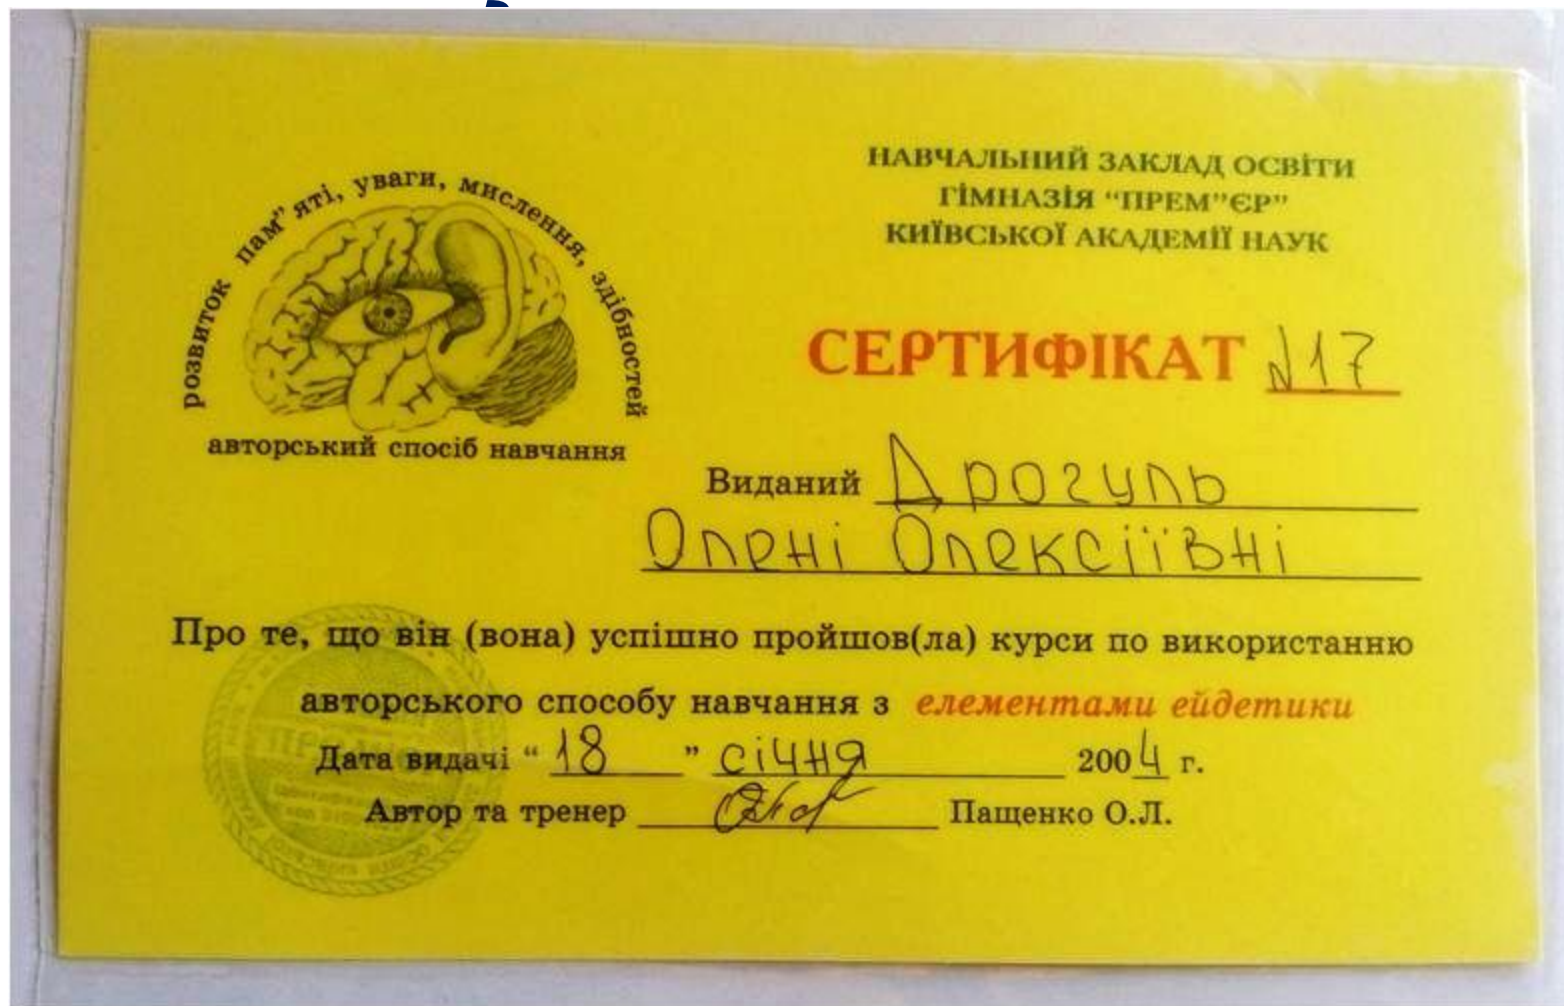 розвиток пам"яті, уваги, мислення, здібностей
авторський спосіб навчання
НАВЧАЛЬНИЙ ЗАКЛАД ОСВІТИ
ГІМНАЗІЯ “ПРЕМ”ЄР”
КИЇВСЬКОЇ АКАДЕМІЇ НАУК
СЕРТИФІКАТ №17
Виданий Дрогуль
Олені Олексіївні
Про те, що він (вона) успішно пройшов(ла) курси по використанню
авторського способу навчання з елементами ейдетики
Дата видачі “ 18 ” січня 2004 г.
Автор та тренер Пащенко О.Л.